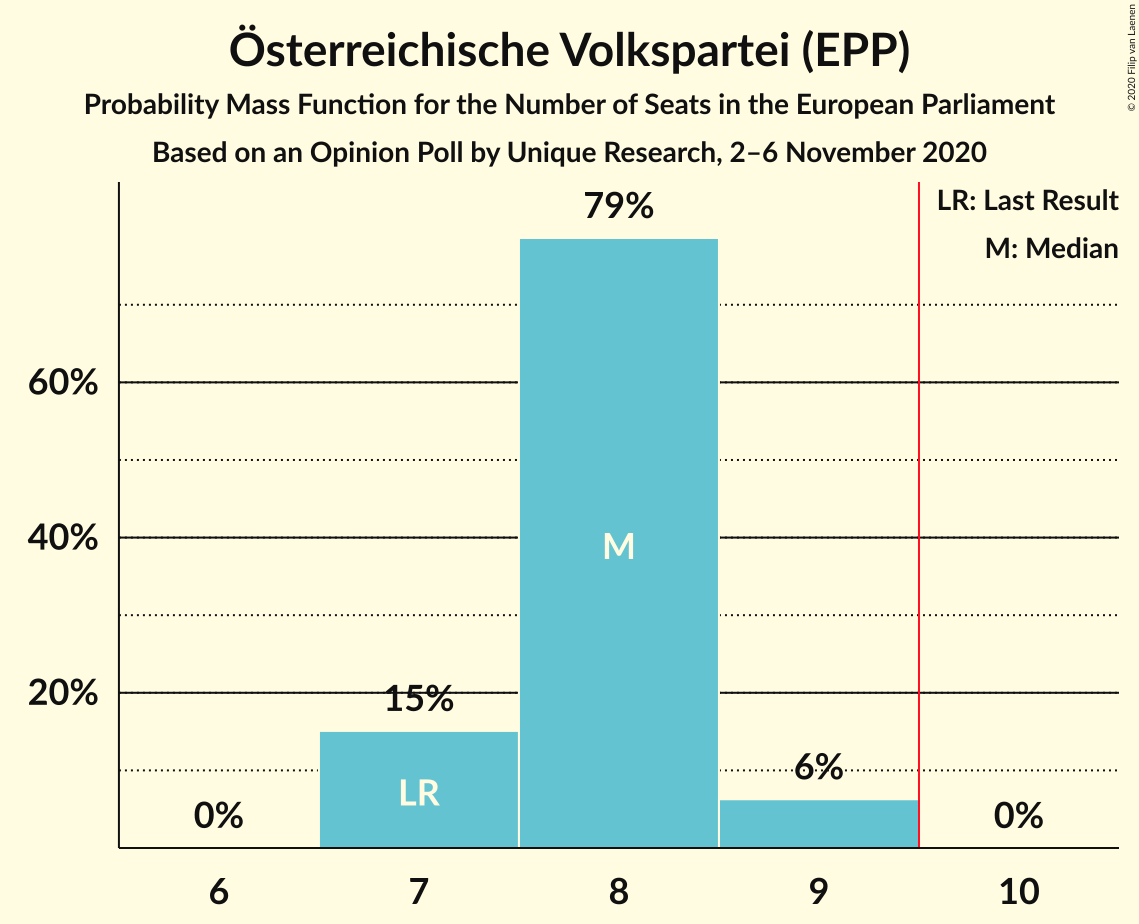 Österreichische Volkspartei (EPP)
Probability Mass Function for the Number of Seats in the European Parliament
Based on an Opinion Poll by Unique Research, 2–6 November 2020
© 2020 Filip van Laenen
LR: Last Result
M: Median
79%
60%
40%
20%
M
15%
LR
6%
0%
0%
6
7
8
9
10